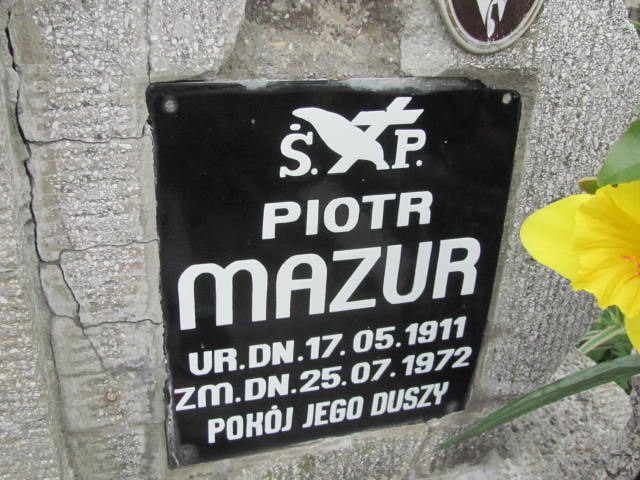 Ś. P.
PIOTR
MAZUR
UR.DN.17.05.1911
ZM.DN.25.07.1972
POKÓJ JEGO DUSZY